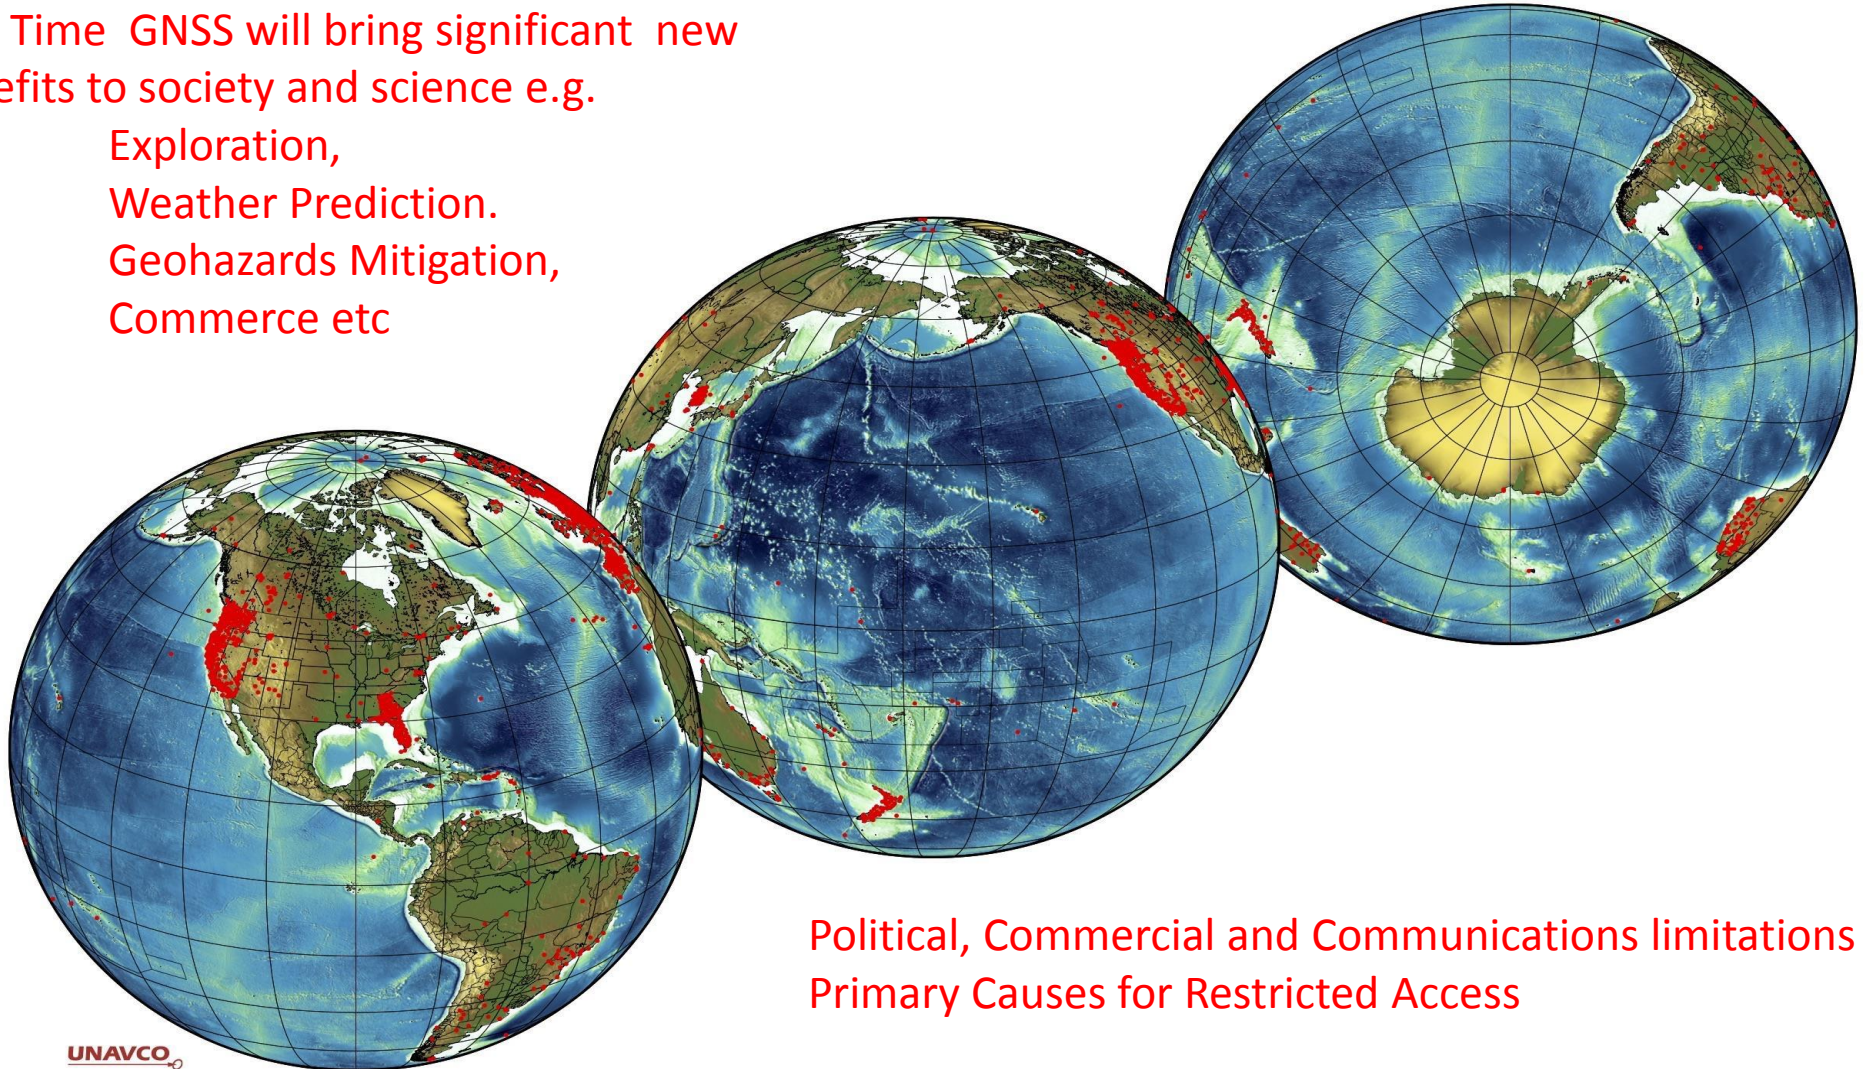 Time GNSS will bring significant new
efits to society and science e.g.
Exploration,
Weather Prediction.
Geohazards Mitigation,
Commerce etc
Political, Commercial and Communications limitations
Primary Causes for Restricted Access
UNAVCO